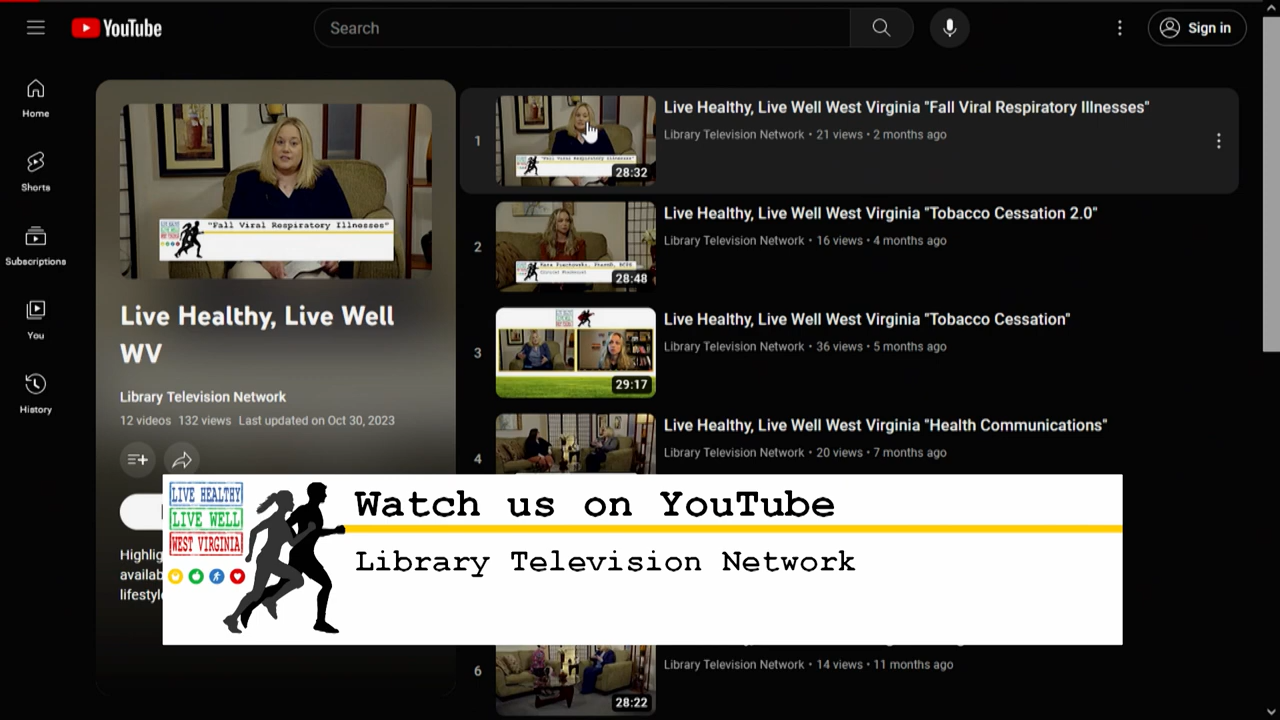 YouTube
Search
Sign in
Home
Shorts
Subscriptions
You
History
"Fall Viral Respiratory Illnesses"
Live Healthy, Live Well
WV
Library Television Network
12 videos 132 views Last updated on Oct 30, 2023
Highlig
availab
lifestyle
1
"Fall Viral Respiratory Illnesses"
28:32
Live Healthy, Live Well West Virginia "Fall Viral Respiratory Illnesses"
Library Television Network • 21 views • 2 months ago
2
28:48
Live Healthy, Live Well West Virginia "Tobacco Cessation 2.0"
Library Television Network • 16 views • 4 months ago
3
29:17
Live Healthy, Live Well West Virginia "Tobacco Cessation"
Library Television Network • 36 views • 5 months ago
4
Live Healthy, Live Well West Virginia "Health Communications"
Library Television Network • 20 views • 7 months ago
LIVE HEALTHY
LIVE WELL
WEST VIRGINIA
Watch us on YouTube
Library Television Network
6
28:22
Library Television Network • 14 views • 11 months ago